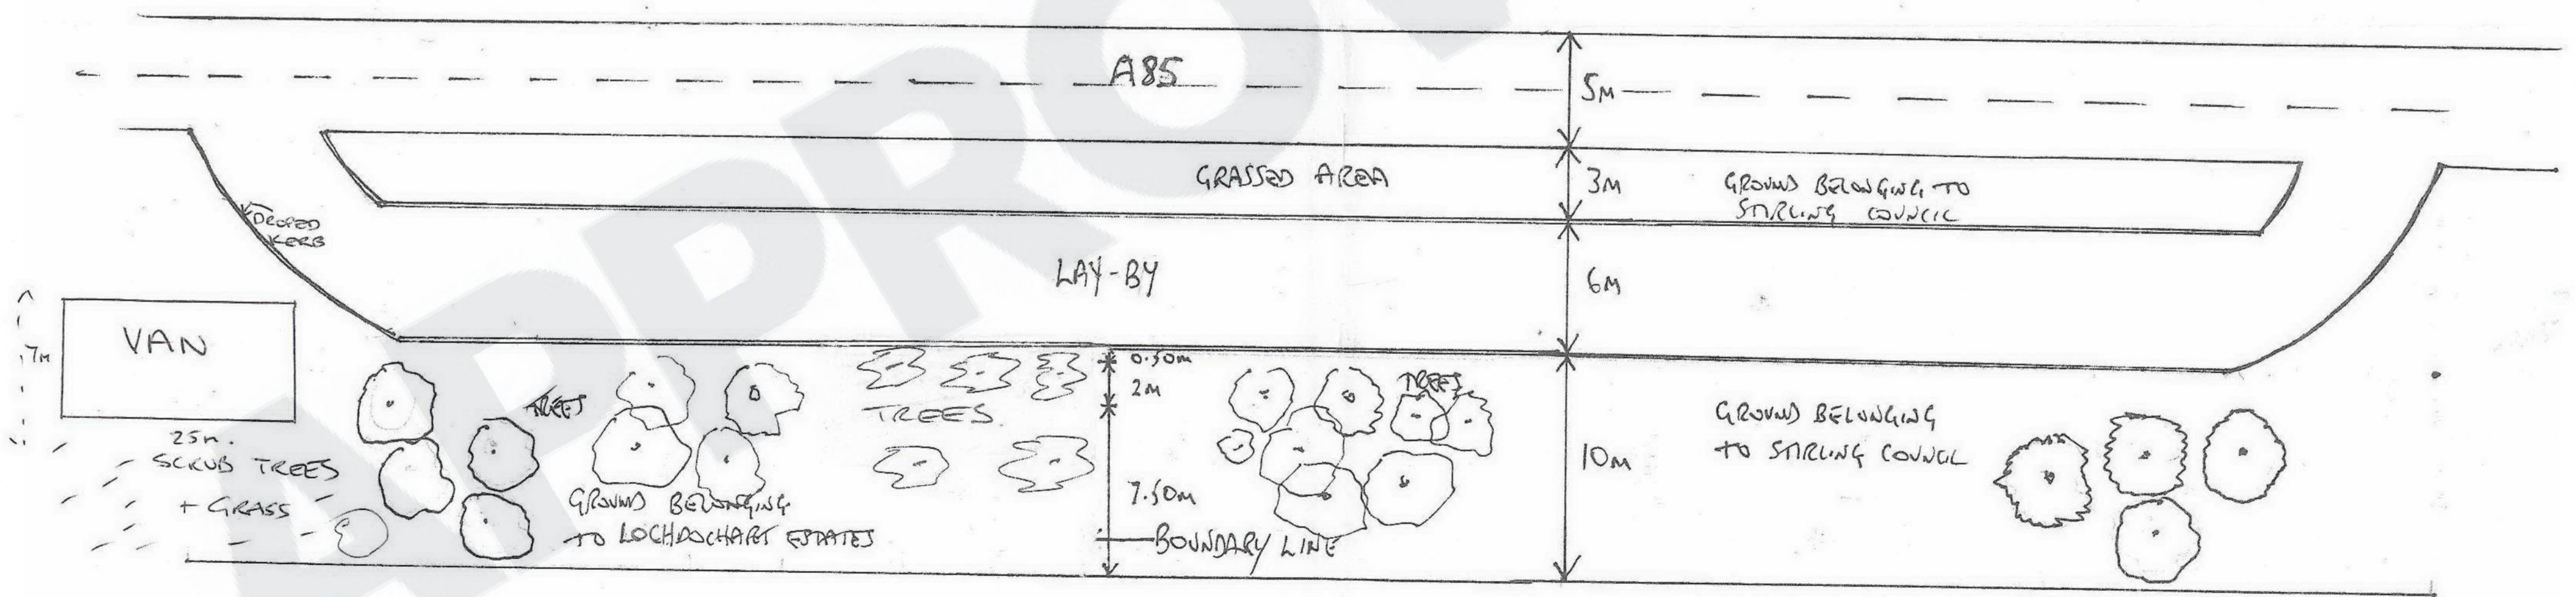 A85
5M
GRASSED AREA
3M
GROUND BELONGING TO
STIRLING COUNCIL
DROPED
KERB
LAY-BY
6M
VAN
7M
0.50m
2M
TREES
TREES
TREES
25m.
SCRUB TREES
+ GRASS
GROUND BELONGING
TO LOCHDOCHART ESTATES
7.50m
BOUNDARY LINE
10M
GROUND BELONGING
TO STIRLING COUNCIL